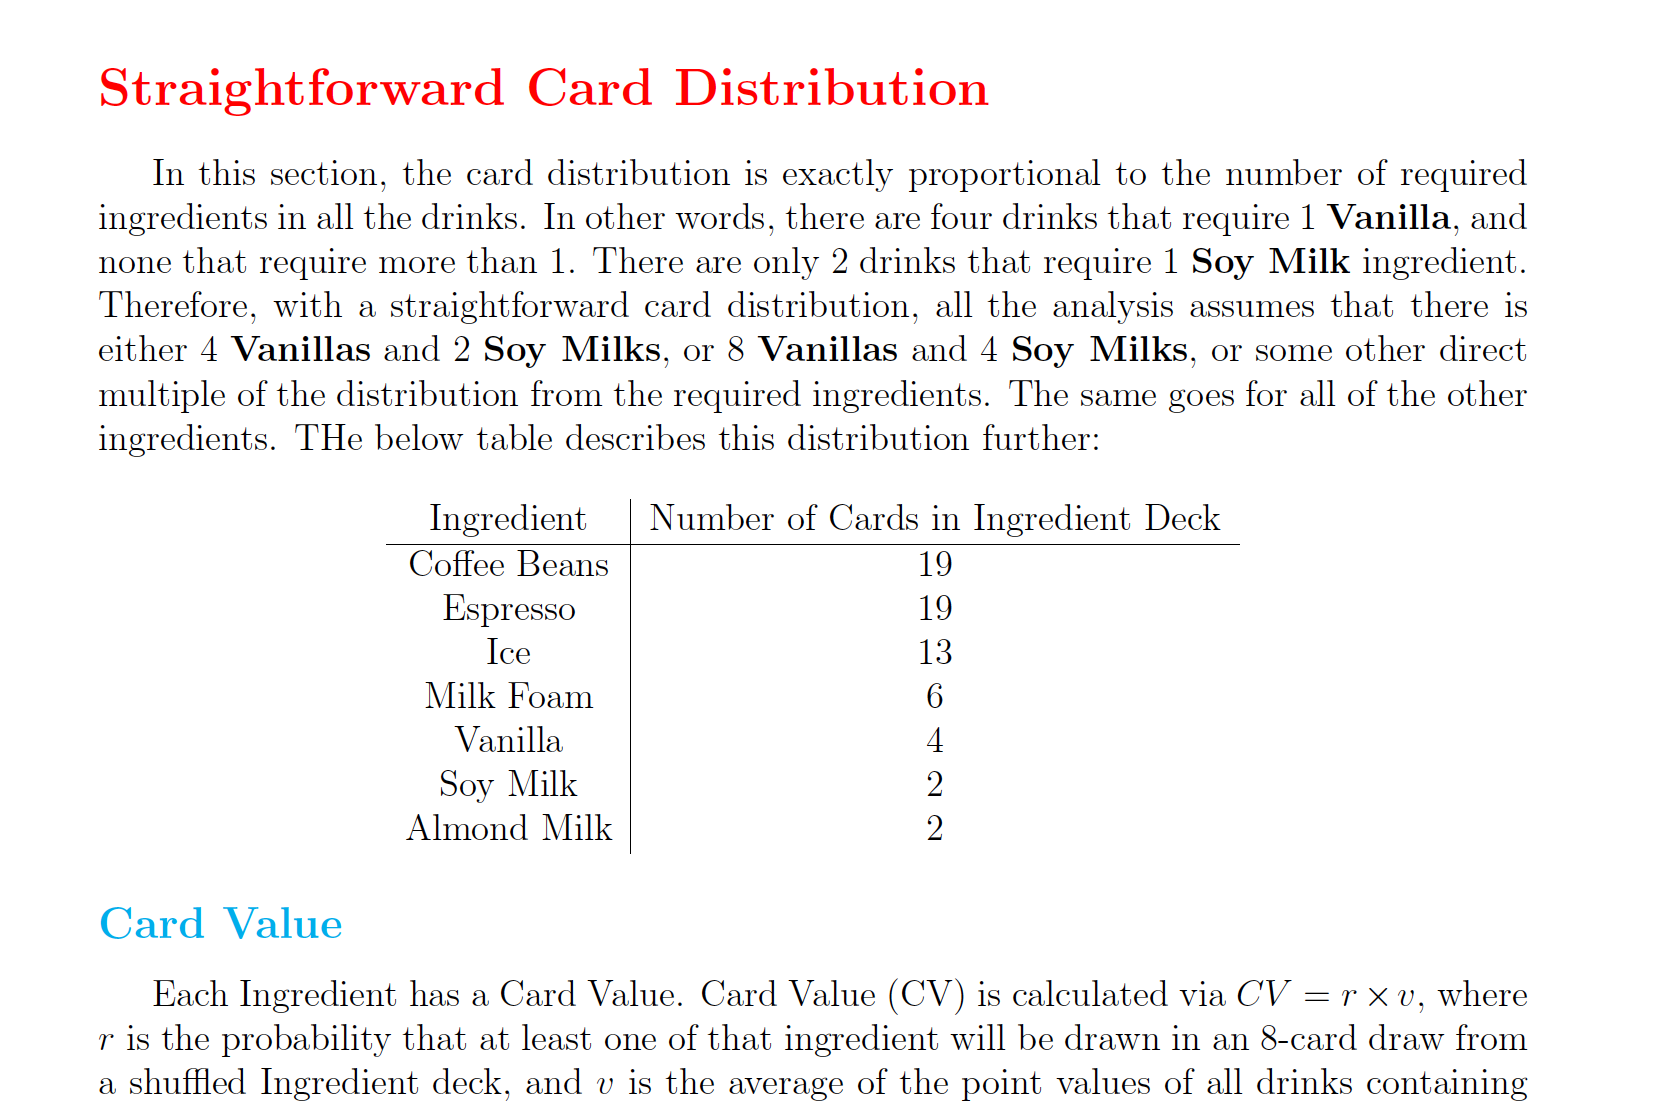 Straightforward Card Distribution
In this section, the card distribution is exactly proportional to the number of required
ingredients in all the drinks. In other words, there are four drinks that require 1 Vanilla, and
none that require more than 1. There are only 2 drinks that require 1 Soy Milk ingredient.
Therefore, with a straightforward card distribution, all the analysis assumes that there is
either 4 Vanillas and 2 Soy Milks, or 8 Vanillas and 4 Soy Milks, or some other direct
multiple of the distribution from the required ingredients. The same goes for all of the other
ingredients. THe below table describes this distribution further:
Ingredient Number of Cards in Ingredient Deck
Coffee Beans 19
Espresso 19
Ice 13
Milk Foam 6
Vanilla 4
Soy Milk 2
Almond Milk 2
Card Value
Each Ingredient has a Card Value. Card Value (CV) is calculated via CV = r × v, where
r is the probability that at least one of that ingredient will be drawn in an 8-card draw from
a shuffled Ingredient deck, and v is the average of the point values of all drinks containing